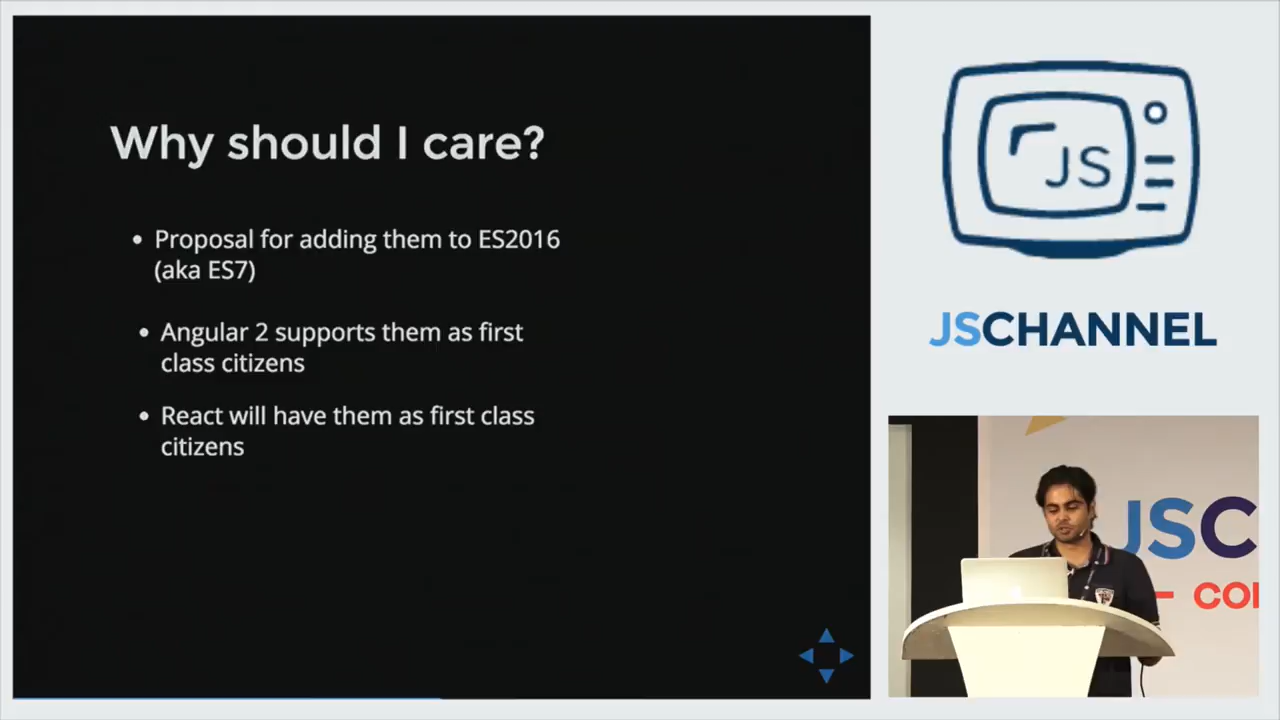 Why should I care?
Proposal for adding them to ES2016
(aka ES7)
Angular 2 supports them as first
class citizens
React will have them as first class
citizens
JS
JSCHANNEL
JSC